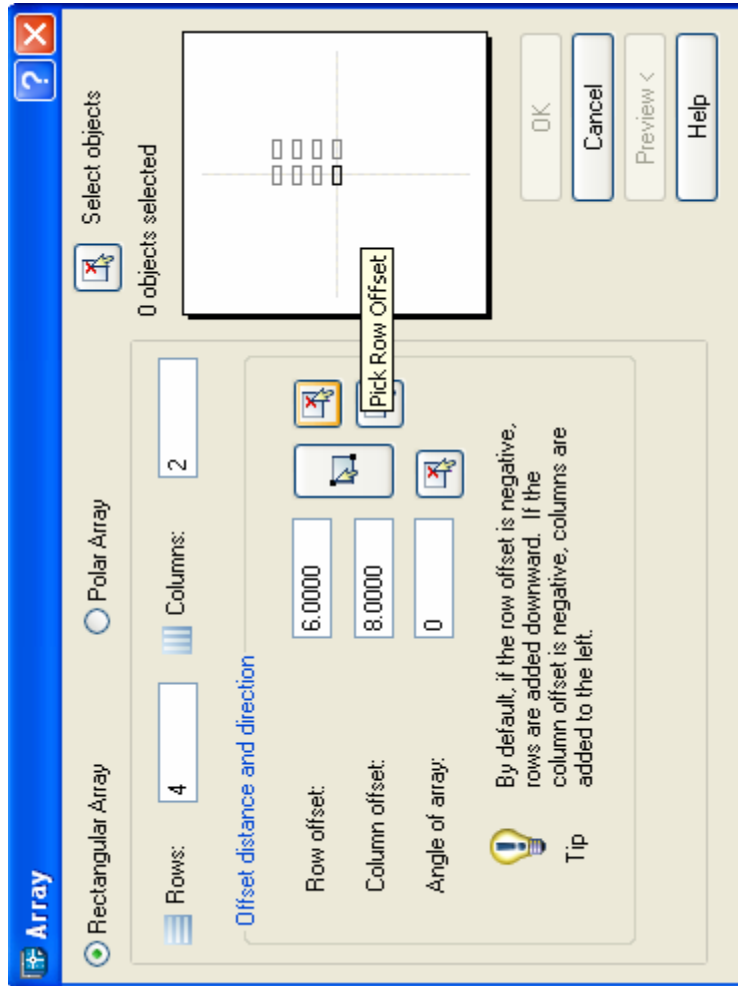 Array
Rectangular Array
Polar Array
Select objects
0 objects selected
Rows:
4
Columns:
2
Offset distance and direction
Row offset:
6.0000
Column offset:
8.0000
Pick Row Offset
Angle of array:
0
Tip
By default, if the row offset is negative,
rows are added downward. If the
column offset is negative, columns are
added to the left.
OK
Cancel
Preview <
Help